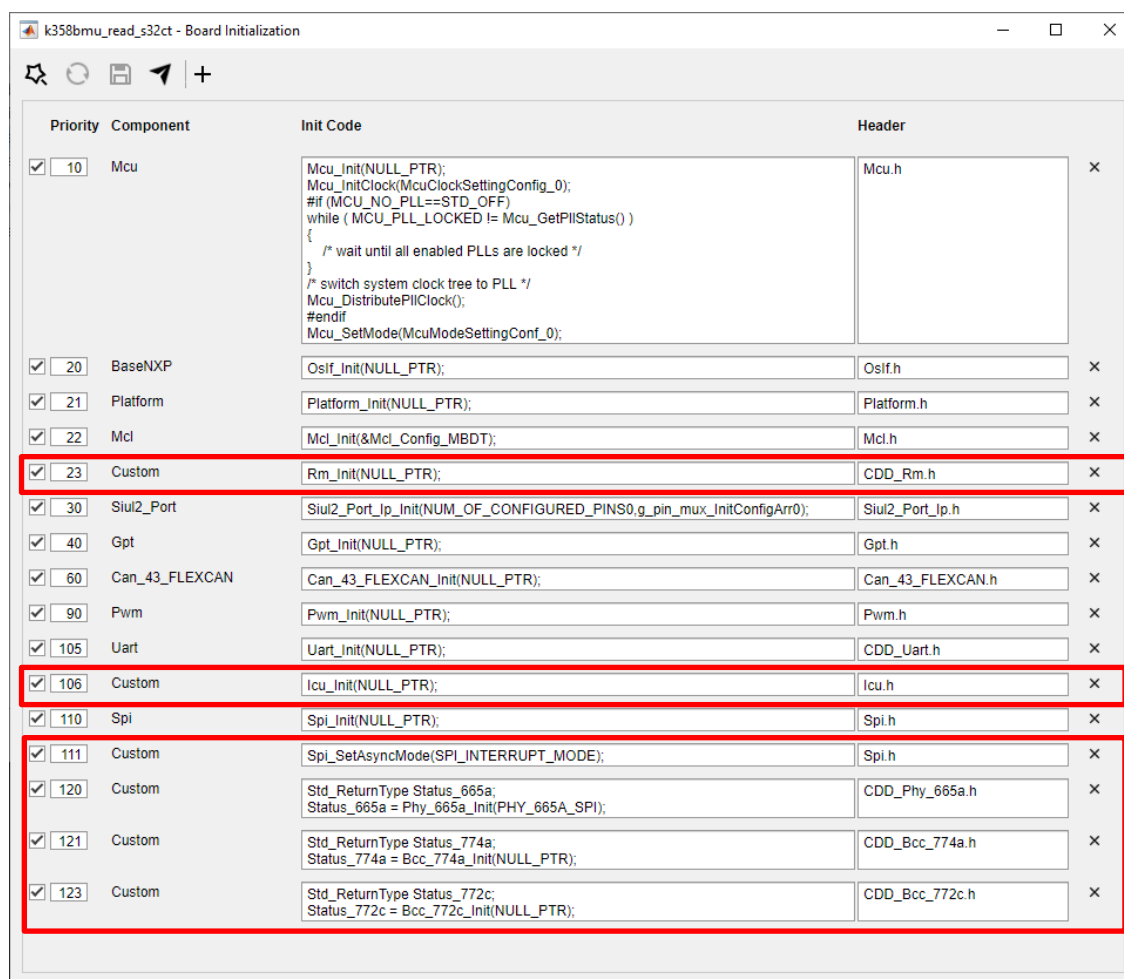 k358bmu_read_s32ct - Board Initialization
Priority Component Init Code Header
10 Mcu Mcu_Init(NULL_PTR); Mcu.h
Mcu_InitClock(McuClockSettingConfig_0);
#if (MCU_NO_PLL==STD_OFF)
while ( MCU_PLL_LOCKED != Mcu_GetPllStatus() )
{
/* wait until all enabled PLLs are locked */
}
/* switch system clock tree to PLL */
Mcu_DistributePllClock();
#endif
Mcu_SetMode(McuModeSettingConf_0);
20 BaseNXP OsIf_Init(NULL_PTR); OsIf.h
21 Platform Platform_Init(NULL_PTR); Platform.h
22 Mcl Mcl_Init(&Mcl_Config_MBDT); Mcl.h
23 Custom Rm_Init(NULL_PTR); CDD_Rm.h
30 Siul2_Port Siul2_Port_Ip_Init(NUM_OF_CONFIGURED_PINS0,g_pin_mux_InitConfigArr0); Siul2_Port_Ip.h
40 Gpt Gpt_Init(NULL_PTR); Gpt.h
60 Can_43_FLEXCAN Can_43_FLEXCAN_Init(NULL_PTR); Can_43_FLEXCAN.h
90 Pwm Pwm_Init(NULL_PTR); Pwm.h
105 Uart Uart_Init(NULL_PTR); CDD_Uart.h
106 Custom Icu_Init(NULL_PTR); Icu.h
110 Spi Spi_Init(NULL_PTR); Spi.h
111 Custom Spi_SetAsyncMode(SPI_INTERRUPT_MODE); Spi.h
120 Custom Std_ReturnType Status_665a; CDD_Phy_665a.h
Status_665a = Phy_665a_Init(PHY_665A_SPI);
121 Custom Std_ReturnType Status_774a; CDD_Bcc_774a.h
Status_774a = Bcc_774a_Init(NULL_PTR);
123 Custom Std_ReturnType Status_772c; CDD_Bcc_772c.h
Status_772c = Bcc_772c_Init(NULL_PTR);